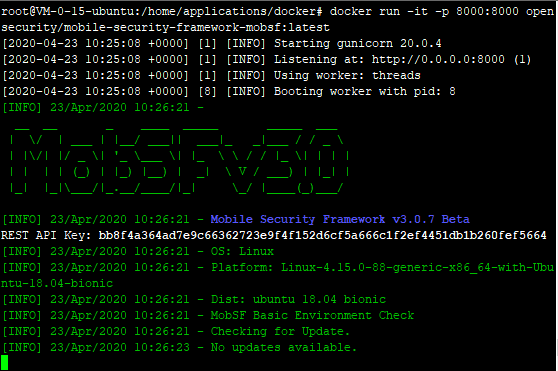 root@VM-0-15-ubuntu:/home/applications/docker# docker run -it -p 8000:8000 open
security/mobile-security-framework-mobsf:latest
[2020-04-23 10:25:08 +0000] [1] [INFO] Starting gunicorn 20.0.4
[2020-04-23 10:25:08 +0000] [1] [INFO] Listening at: http://0.0.0.0:8000 (1)
[2020-04-23 10:25:08 +0000] [1] [INFO] Using worker: threads
[2020-04-23 10:25:08 +0000] [8] [INFO] Booting worker with pid: 8
[INFO] 23/Apr/2020 10:26:21 -
[INFO] 23/Apr/2020 10:26:21 - Mobile Security Framework v3.0.7 Beta
REST API Key: bb8f4a364ad7e9c66362723e9f4f152d6cf5a666c1f2ef4451db1b260fef5664
[INFO] 23/Apr/2020 10:26:21 - OS: Linux
[INFO] 23/Apr/2020 10:26:21 - Platform: Linux-4.15.0-88-generic-x86_64-with-Ubu
ntu-18.04-bionic
[INFO] 23/Apr/2020 10:26:21 - Dist: ubuntu 18.04 bionic
[INFO] 23/Apr/2020 10:26:21 - MobSF Basic Environment Check
[INFO] 23/Apr/2020 10:26:21 - Checking for Update.
[INFO] 23/Apr/2020 10:26:23 - No updates available.